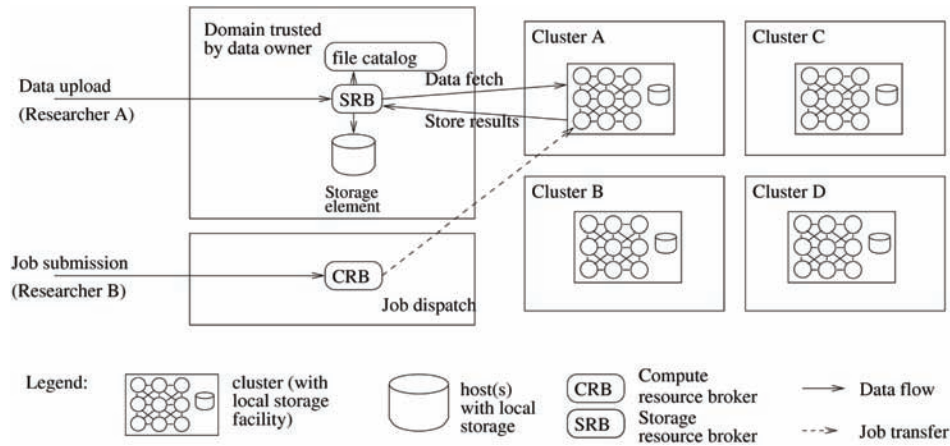 Domain trusted
by data owner
file catalog
Data upload
(Researcher A)
SRB
Data fetch
Store results
Storage
element
Cluster A
Cluster C
Cluster B
Cluster D
Job submission
(Researcher B)
CRB
Job dispatch
Legend:
cluster (with
local storage
facility)
host(s)
with local
storage
CRB
Compute
resource broker
SRB
Storage
resource broker
Data flow
Job transfer